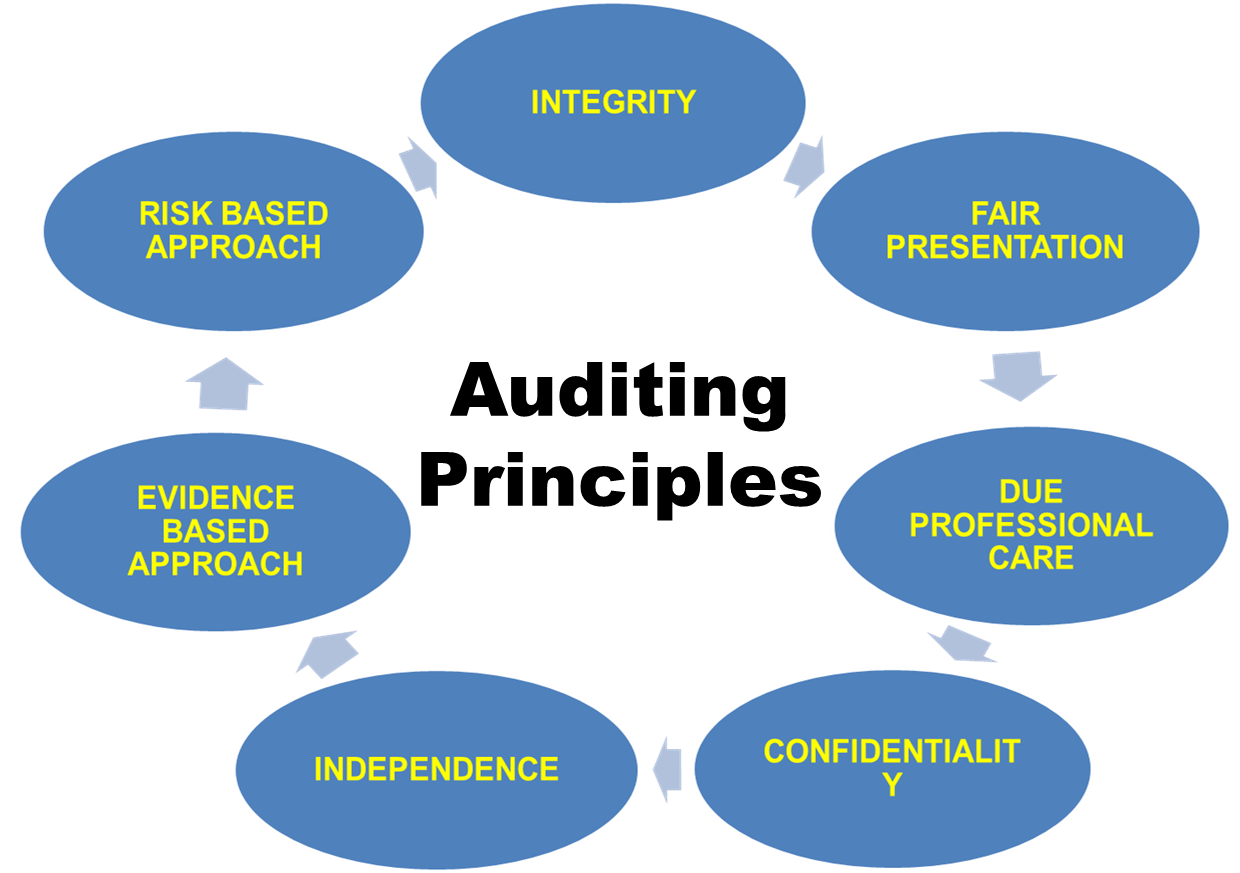 INTEGRITY
FAIR
PRESENTATION
DUE
PROFESSIONAL
CARE
CONFIDENTIALIT
Y
INDEPENDENCE
EVIDENCE
BASED
APPROACH
RISK BASED
APPROACH
Auditing
Principles